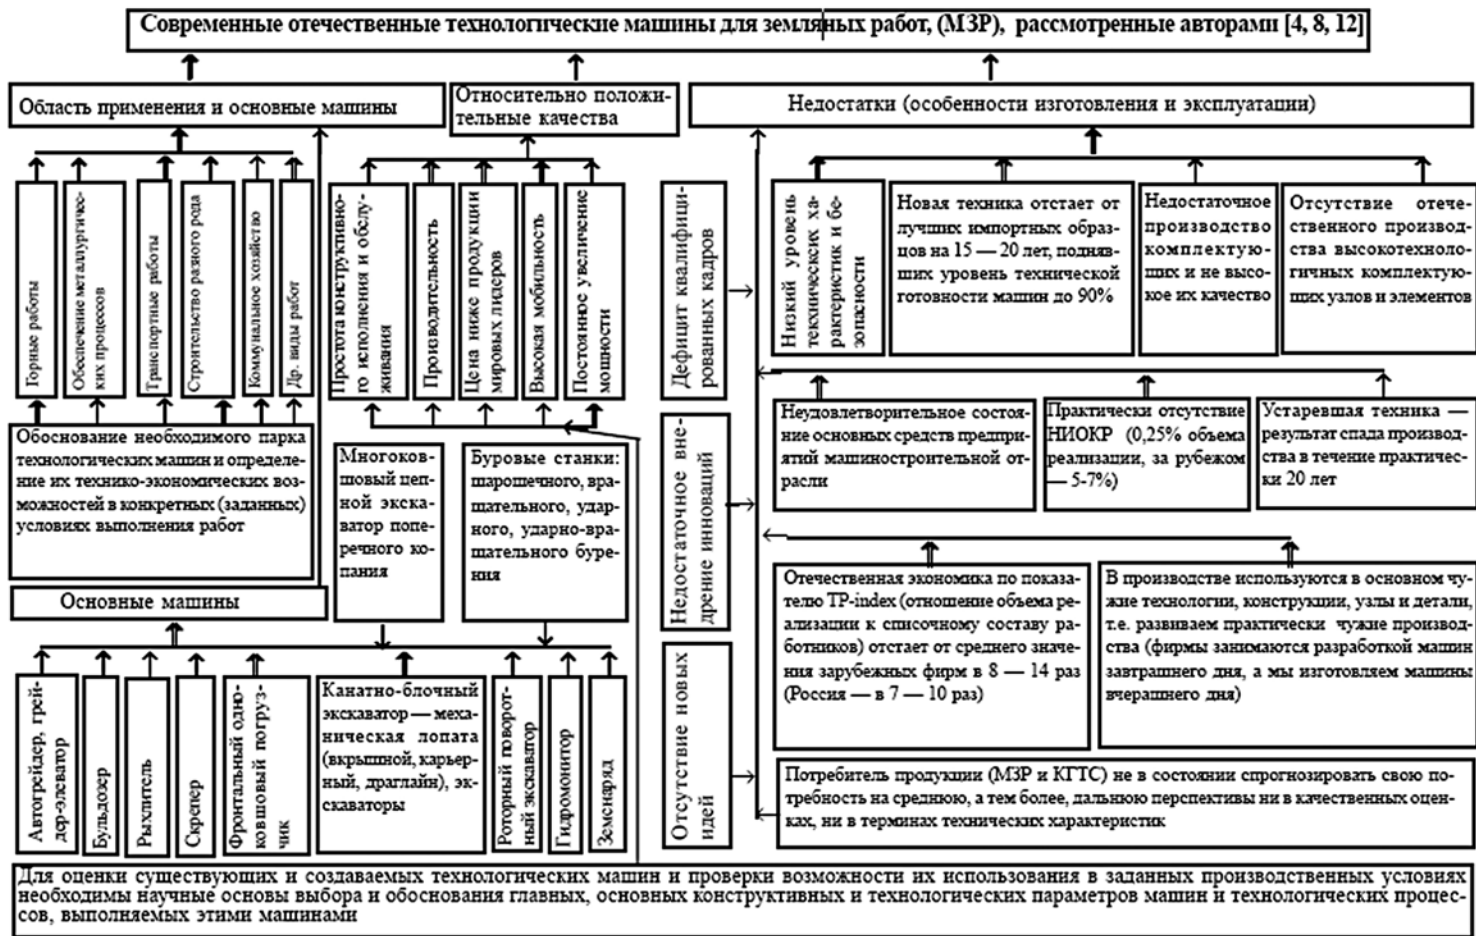 Современные отечественные технологические машины для земляных работ, (МЗР), рассмотренные авторами [4, 8, 12]
Область применения и основные машины
Относительно положи-
тельные качества
Недостатки (особенности изготовления и эксплуатации)
Горные работы
Обеспечение металлургичес-
ких процессов
Транспортные работы
Строительство разного рода
Коммунальное хозяйство
Др. виды работ
Простота конструктивно-
го исполнения и обслу-
живания
Производительность
Цена ниже продукции
мировых лидеров
Высокая мобильность
Постоянное увеличение
мощности
Дефицит квалифици-
рованных кадров
Низкий уровень
технических ха-
рактеристик и бе-
зопасности
Новая техника отстает от
лучших импортных образ-
цов на 15 — 20 лет, подняв-
ших уровень технической
готовности машин до 90%
Недостаточное
производство
комплектую-
щих и не высо-
кое их качество
Отсутствие отече-
ственного производ-
ства высокотехноло-
гичных комплектую-
щих узлов и элементов
Обоснование необходимого парка
технологических машин и определе-
ние их технико-экономических воз-
можностей в конкретных (заданных)
условиях выполнения работ
Многоков-
шовый цеп-
ной экска-
ватор попе-
речного ко-
пания
Буровые станки:
шарошечного, вра-
щательного, удар-
ного, ударно-вра-
щательного буре-
ния
Недостаточное вне-
дрение инноваций
Неудовлетворительное состоя-
ние основных средств предпри-
ятий машиностроительной от-
расли
Практически отсутствие
НИОКР (0,25% объема
реализации, за рубежом
— 5-7%)
Устаревшая техника —
результат спада производ-
ства в течение практичес-
ки 20 лет
Основные машины
Отечественная экономика по показа-
телю TP-index (отношение объема ре-
ализации к списочному составу ра-
ботников) отстает от среднего значе-
ния зарубежных фирм в 8 — 14 раз
(Россия — в 7 — 10 раз)
В производстве используются в основном чу-
жие технологии, конструкции, узлы и детали,
т.е. развиваем практически чужие производ-
ства (фирмы занимаются разработкой машин
завтрашнего дня, а мы изготовляем машины
вчерашнего дня)
Автогрейдер, грей-
дер-элеватор
Бульдозер
Рыхлитель
Скрепер
Фронтальный одно-
ковшовый погруз-
чик
Канатно-блочный
экскаватор — меха-
ническая лопата
(вкрышной, карьер-
ный, драглайн), эк-
скаваторы
Роторный поворот-
ный экскаватор
Гидромонитор
Земснаряд
Отсутствие новых
идей
Потребитель продукции (МЗР и КГТС) не в состоянии спрогнозировать свою по-
требность на среднюю, а тем более, дальнюю перспективы ни в качественных оцен-
ках, ни в терминах технических характеристик
Для оценки существующих и создаваемых технологических машин и проверки возможности их использования в заданных производственных условиях
необходимы научные основы выбора и обоснования главных, основных конструктивных и технологических параметров машин и технологических процес-
сов, выполняемых этими машинами